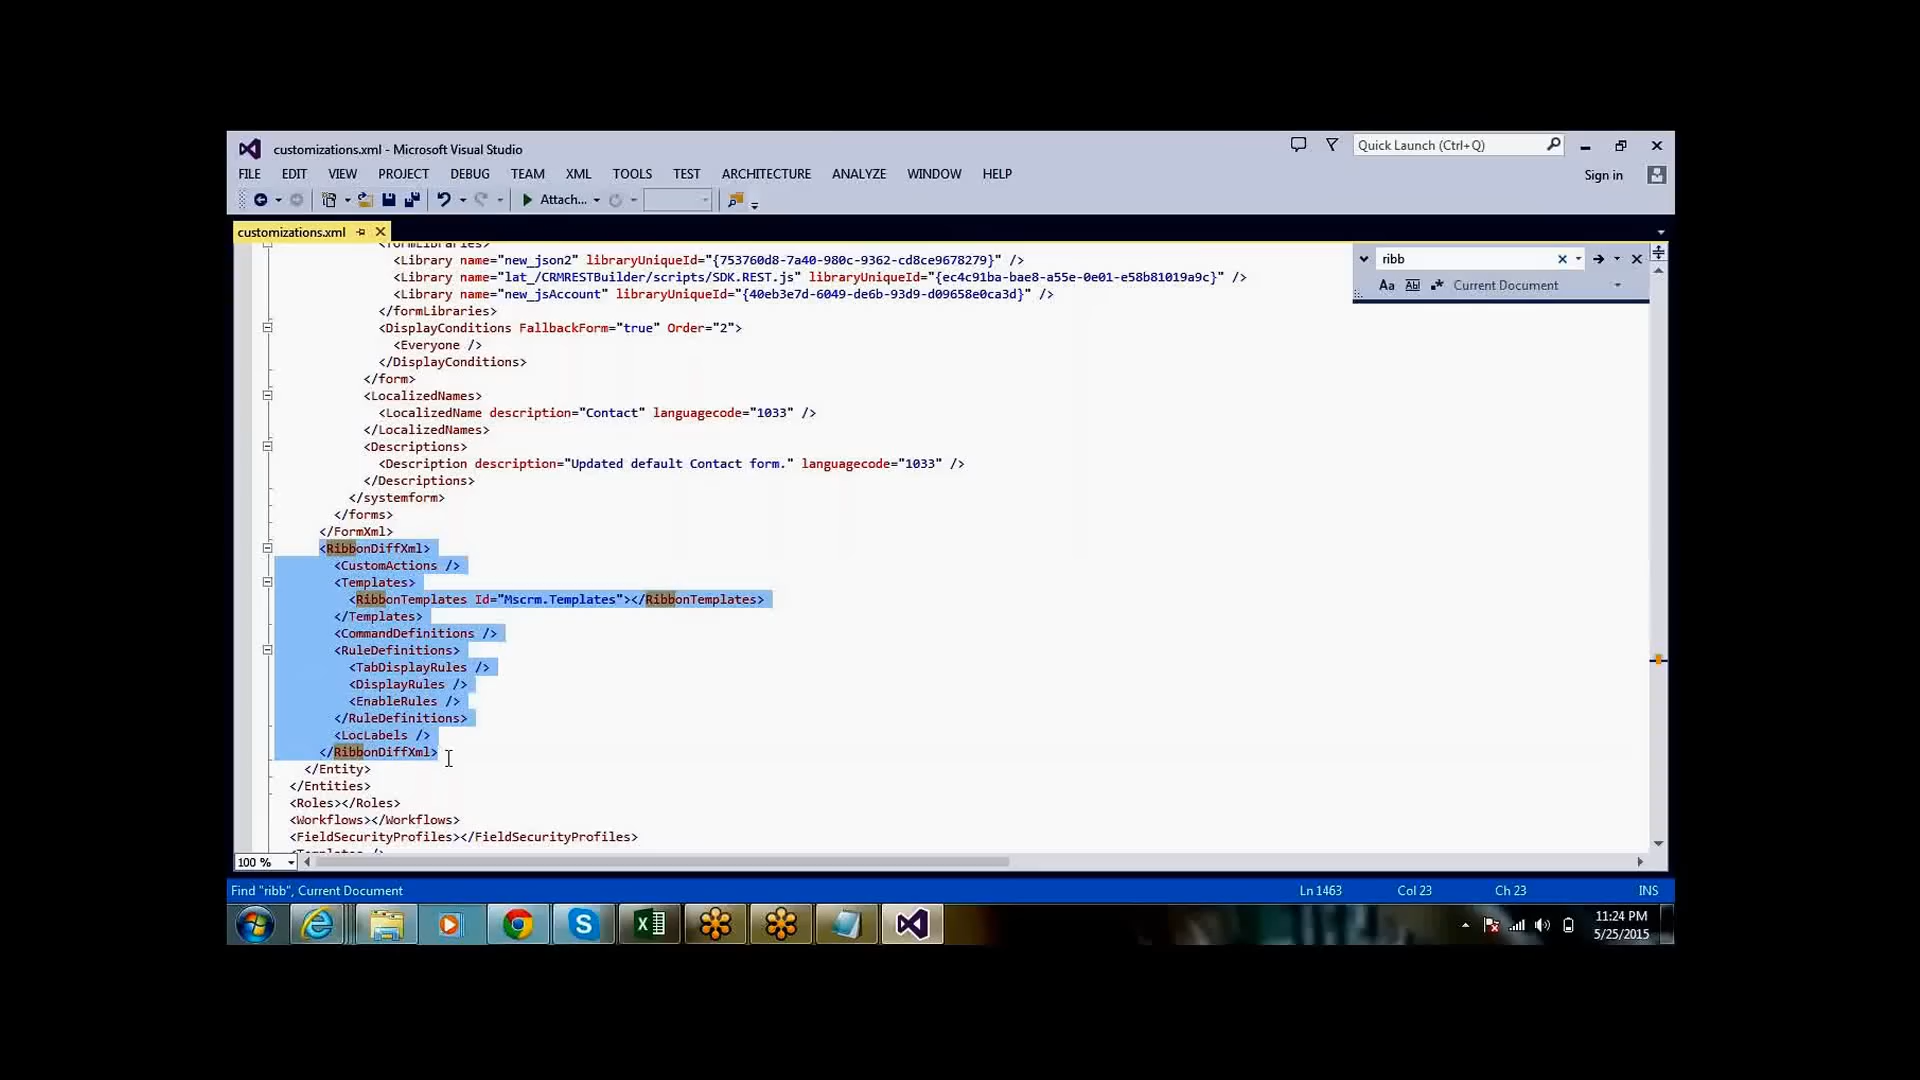 customizations.xml - Microsoft Visual Studio
Quick Launch (Ctrl+Q)
FILE EDIT VIEW PROJECT DEBUG TEAM XML TOOLS TEST ARCHITECTURE ANALYZE WINDOW HELP
Sign in
Attach...
customizations.xml
ribb
Aa Ab Current Document
<formLibraries>
<Library name="new_json2" libraryUniqueId="{753760d8-7a40-980c-9362-cd8ce9678279}" />
<Library name="lat_/CRMRESTBuilder/scripts/SDK.REST.js" libraryUniqueId="{ec4c91ba-bae8-a55e-0e01-e58b81019a9c}" />
<Library name="new_jsAccount" libraryUniqueId="{40eb3e7d-6049-de6b-93d9-d09658e0ca3d}" />
</formLibraries>
<DisplayConditions FallbackForm="true" Order="2">
<Everyone />
</DisplayConditions>
</form>
<LocalizedNames>
<LocalizedName description="Contact" languagecode="1033" />
</LocalizedNames>
<Descriptions>
<Description description="Updated default Contact form." languagecode="1033" />
</Descriptions>
</systemform>
</forms>
</FormXml>
<RibbonDiffXml>
<CustomActions />
<Templates>
<RibbonTemplates Id="Mscrm.Templates"></RibbonTemplates>
</Templates>
<CommandDefinitions />
<RuleDefinitions>
<TabDisplayRules />
<DisplayRules />
<EnableRules />
</RuleDefinitions>
<LocLabels />
</RibbonDiffXml>
</Entity>
</Entities>
<Roles></Roles>
<Workflows></Workflows>
<FieldSecurityProfiles></FieldSecurityProfiles>
<Templates />
100 %
Find "ribb", Current Document
Ln 1463 Col 23 Ch 23 INS
11:24 PM
5/25/2015